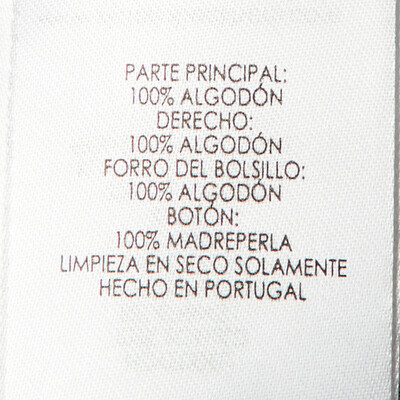 PARTE PRINCIPAL:
100% ALGODÓN
DERECHO:
100% ALGODÓN
FORRO DEL BOLSILLO:
100% ALGODÓN
BOTÓN:
100% MADREPERLA
LIMPIEZA EN SECO SOLAMENTE
HECHO EN PORTUGAL